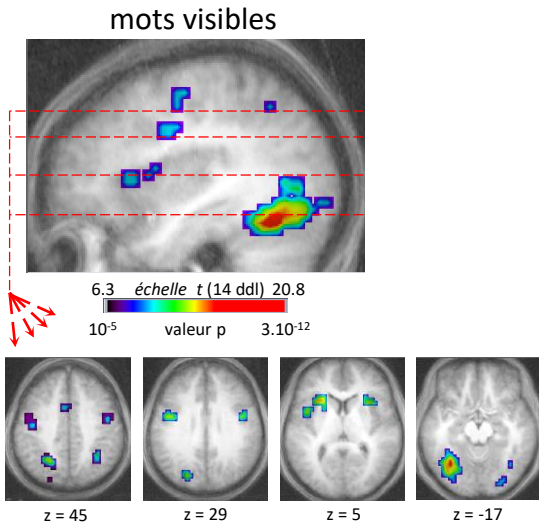 mots visibles
6.3 échelle t (14 ddl) 20.8
10-5 valeur p 3.10-12
z = 45 z = 29 z = 5 z = -17